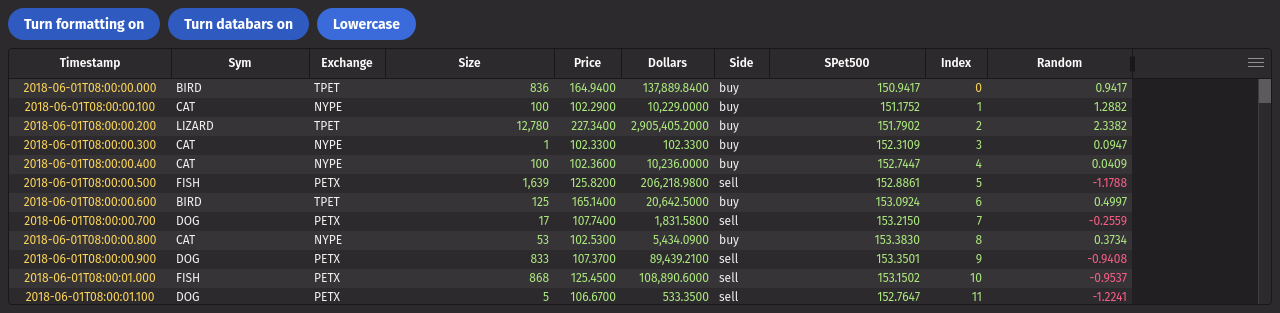 Turn formatting on Turn databars on Lowercase
Timestamp Sym Exchange Size Price Dollars Side SPet500 Index Random
2018-06-01T08:00:00.000 BIRD TPET 836 164.9400 137,889.8400 buy 150.9417 0 0.9417
2018-06-01T08:00:00.100 CAT NYPE 100 102.2900 10,229.0000 buy 151.1752 1 1.2882
2018-06-01T08:00:00.200 LIZARD TPET 12,780 227.3400 2,905,405.2000 buy 151.7902 2 2.3382
2018-06-01T08:00:00.300 CAT NYPE 1 102.3300 102.3300 buy 152.3109 3 0.0947
2018-06-01T08:00:00.400 CAT NYPE 100 102.3600 10,236.0000 buy 152.7447 4 0.0409
2018-06-01T08:00:00.500 FISH PETX 1,639 125.8200 206,218.9800 sell 152.8861 5 -1.1788
2018-06-01T08:00:00.600 BIRD TPET 125 165.1400 20,642.5000 buy 153.0924 6 0.4997
2018-06-01T08:00:00.700 DOG PETX 17 107.7400 1,831.5800 sell 153.2150 7 -0.2559
2018-06-01T08:00:00.800 CAT NYPE 53 102.5300 5,434.0900 buy 153.3830 8 0.3734
2018-06-01T08:00:00.900 DOG PETX 833 107.3700 89,439.2100 sell 153.3501 9 -0.9408
2018-06-01T08:00:01.000 FISH PETX 868 125.4500 108,890.6000 sell 153.1502 10 -0.9537
2018-06-01T08:00:01.100 DOG PETX 5 106.6700 533.3500 sell 152.7647 11 -1.2241